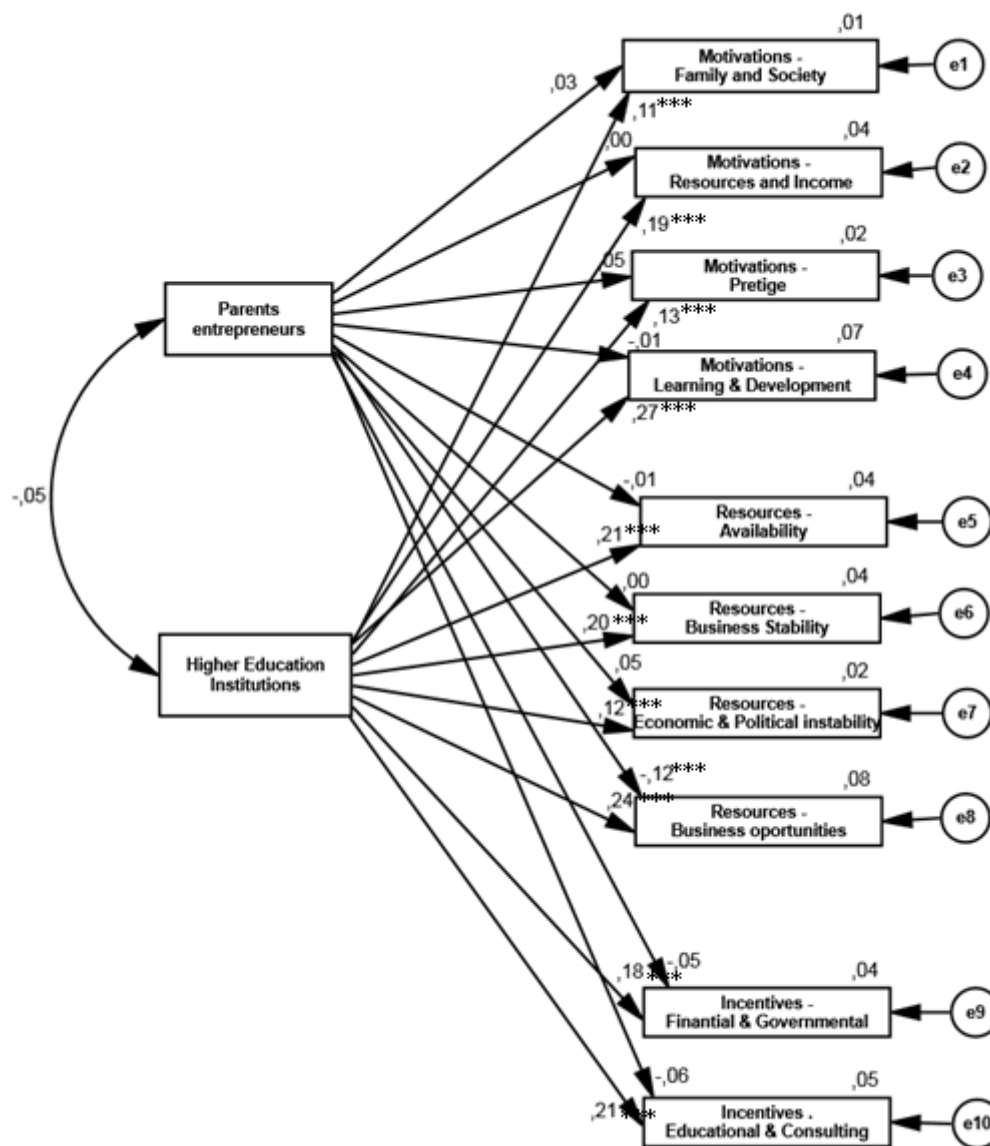 ,01
Motivations -
Family and Society
e1
,03
,11***
,00
,04
Motivations -
Resources and Income
e2
,19***
,05
,02
Motivations -
Pretige
e3
,13***
-,01
,07
Motivations -
Learning & Development
e4
,27***
Parents
entrepreneurs
-,05
Higher Education
Institutions
-,01
,04
Resources -
Availability
e5
,21***
,00
,04
Resources -
Business Stability
e6
,20***
,05
,02
Resources -
Economic & Political instability
e7
,12***
-,12***
,08
Resources -
Business oportunities
e8
,24***
-,05
,04
Incentives -
Finantial & Governmental
e9
,18***
-,06
,05
Incentives .
Educational & Consulting
e10
,21***